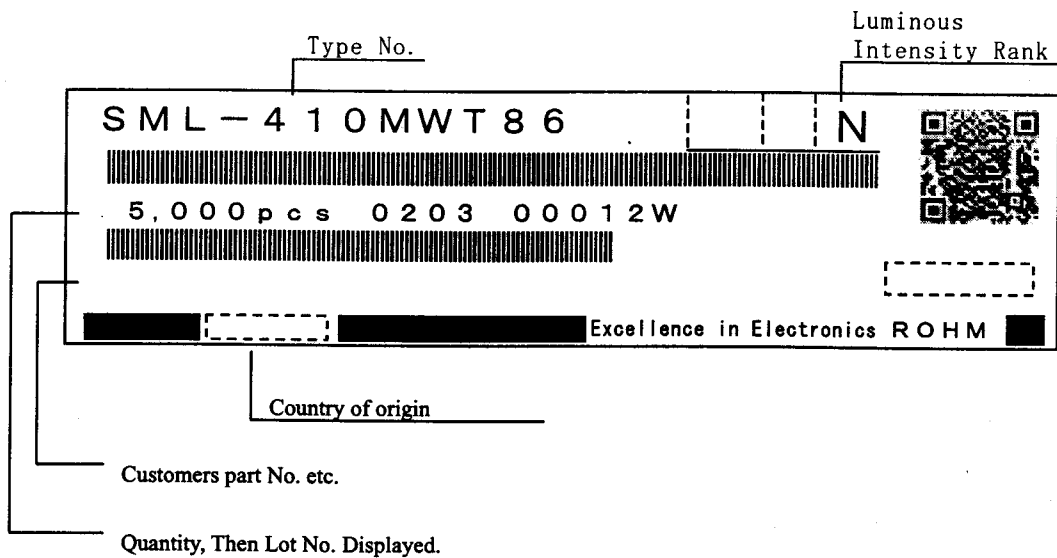 Type No.
Luminous
Intensity Rank
SML-410MWT86 N
5,000pcs 0203 00012W
Excellence in Electronics ROHM
Country of origin
Customers part No. etc.
Quantity, Then Lot No. Displayed.